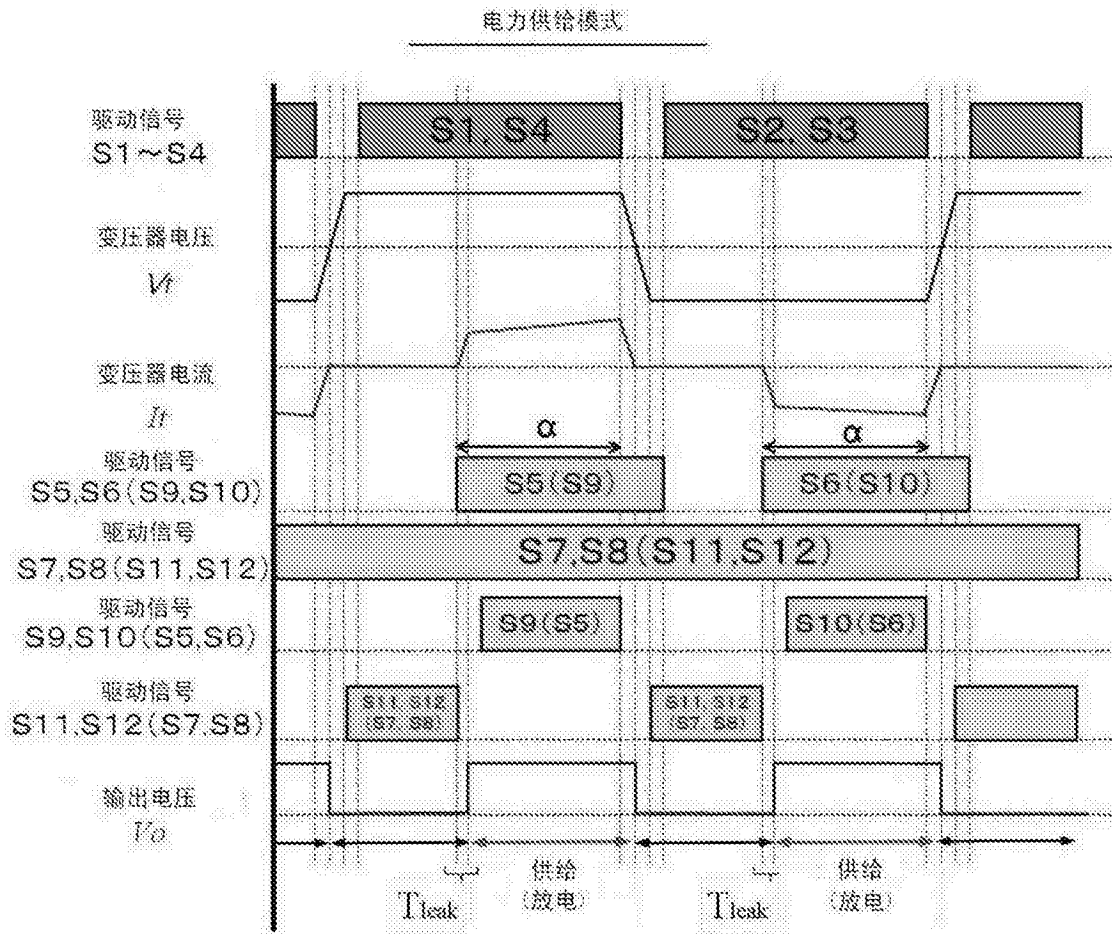 电力供给模式
驱动信号
S1～S4
S1, S4
S2, S3
变压器电压
Vt
变压器电流
It
α
α
驱动信号
S5,S6(S9,S10)
S5(S9)
S6(S10)
驱动信号
S7,S8(S11,S12)
S7,S8(S11,S12)
驱动信号
S9,S10(S5,S6)
S9(S5)
S10(S6)
驱动信号
S11,S12(S7,S8)
S11, S12
(S7, S8)
S11, S12
(S7, S8)
输出电压
Vo
Tleak
供给
(放电)
Tleak
供给
(放电)